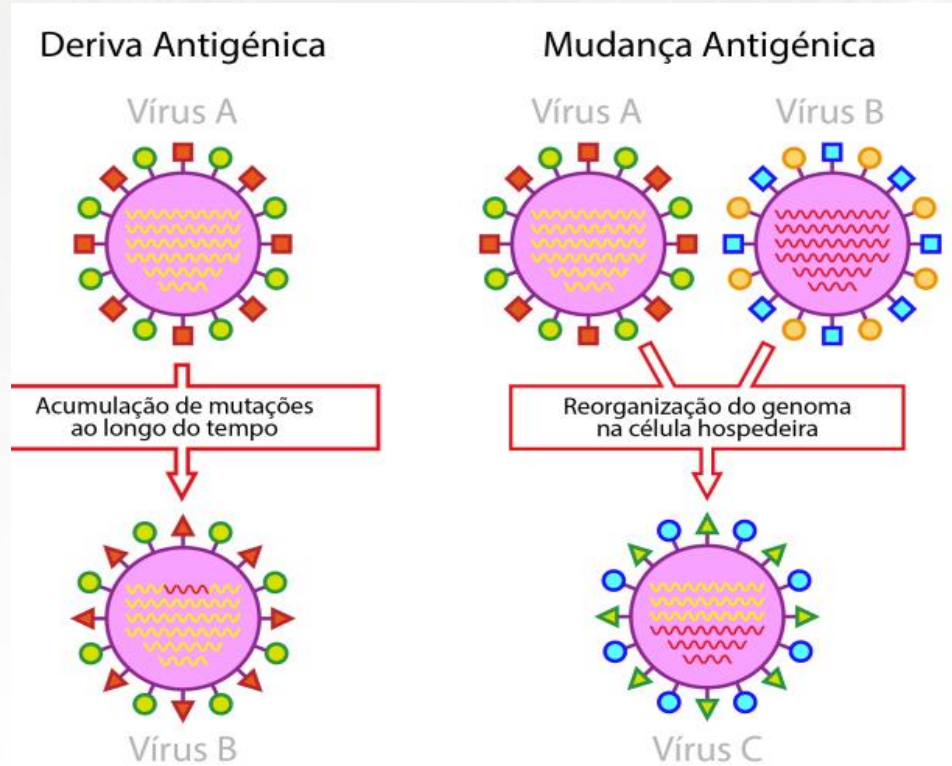 Deriva Antigénica
Vírus A
Acumulação de mutações
ao longo do tempo
Vírus B
Mudança Antigénica
Vírus A
Vírus B
Reorganização do genoma
na célula hospedeira
Vírus C